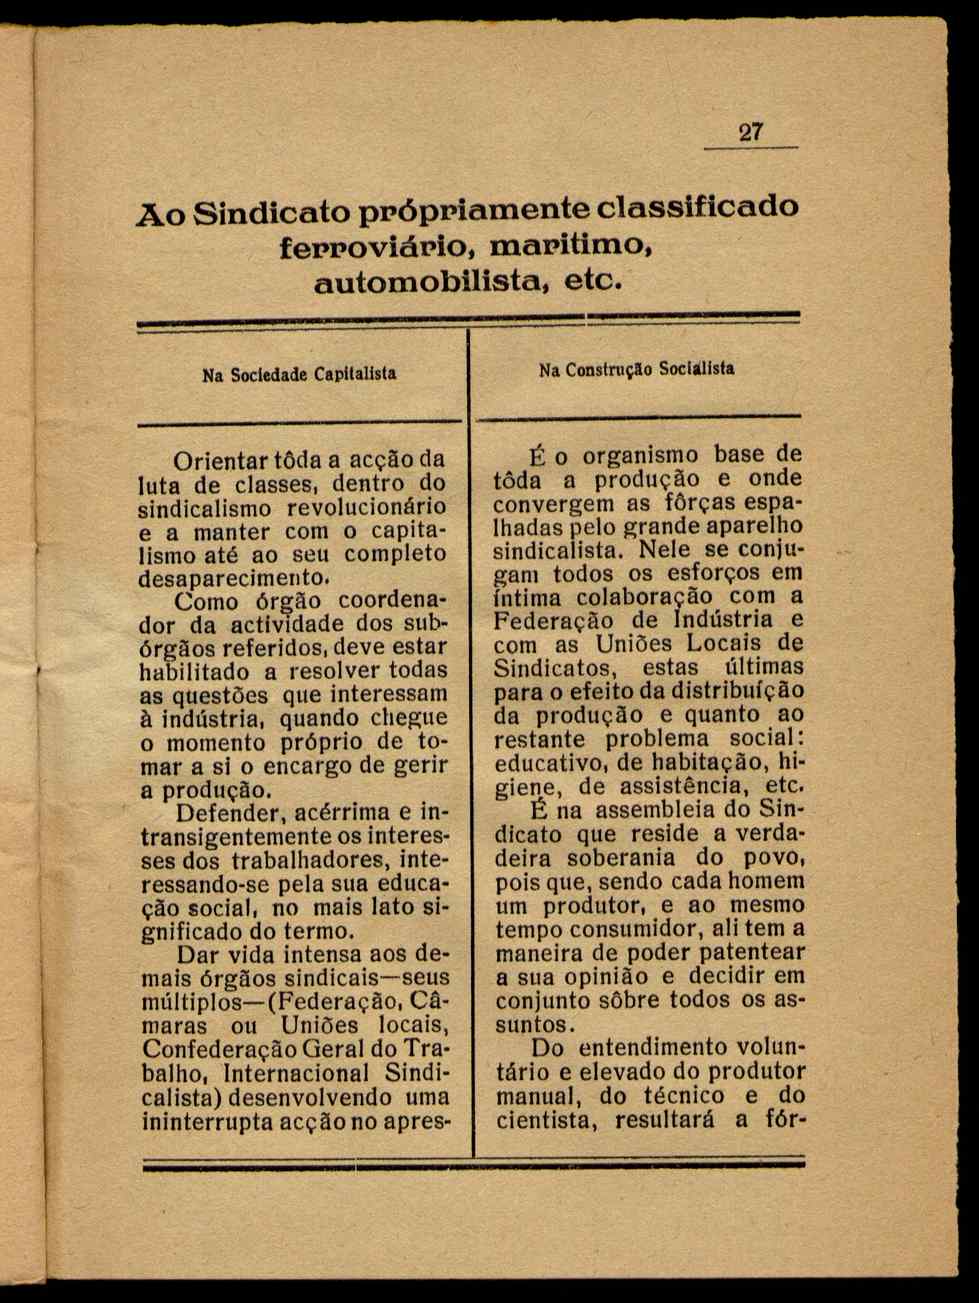 27
Ao Sindicato própriamente classificado
ferroviário, maritimo,
automobilista, etc.
Na Sociedade Capitalista
Orientar tôda a acção da
luta de classes, dentro do
sindicalismo revolucionário
e a manter com o capita-
lismo até ao seu completo
desaparecimento.
Como órgão coordena-
dor da actividade dos sub-
órgãos referidos, deve estar
habilitado a resolver todas
as questões que interessam
à indústria, quando chegue
o momento próprio de to-
mar a si o encargo de gerir
a produção.
Defender, acérrima e in-
transigentemente os interes-
ses dos trabalhadores, inte-
ressando-se pela sua educa-
ção social, no mais lato si-
gnificado do termo.
Dar vida intensa aos de-
mais órgãos sindicais—seus
múltiplos—(Federação, Câ-
maras ou Uniões locais,
Confederação Geral do Tra-
balho, Internacional Sindi-
calista) desenvolvendo uma
ininterrupta acção no apres-
Na Construção Socialista
É o organismo base de
tôda a produção e onde
convergem as fôrças espa-
lhadas pelo grande aparelho
sindicalista. Nele se conju-
gam todos os esforços em
íntima colaboração com a
Federação de Indústria e
com as Uniões Locais de
Sindicatos, estas últimas
para o efeito da distribuíção
da produção e quanto ao
restante problema social:
educativo, de habitação, hi-
giene, de assistência, etc.
É na assembleia do Sin-
dicato que reside a verda-
deira soberania do povo,
pois que, sendo cada homem
um produtor, e ao mesmo
tempo consumidor, ali tem a
maneira de poder patentear
a sua opinião e decidir em
conjunto sôbre todos os as-
suntos.
Do entendimento volun-
tário e elevado do produtor
manual, do técnico e do
cientista, resultará a fór-